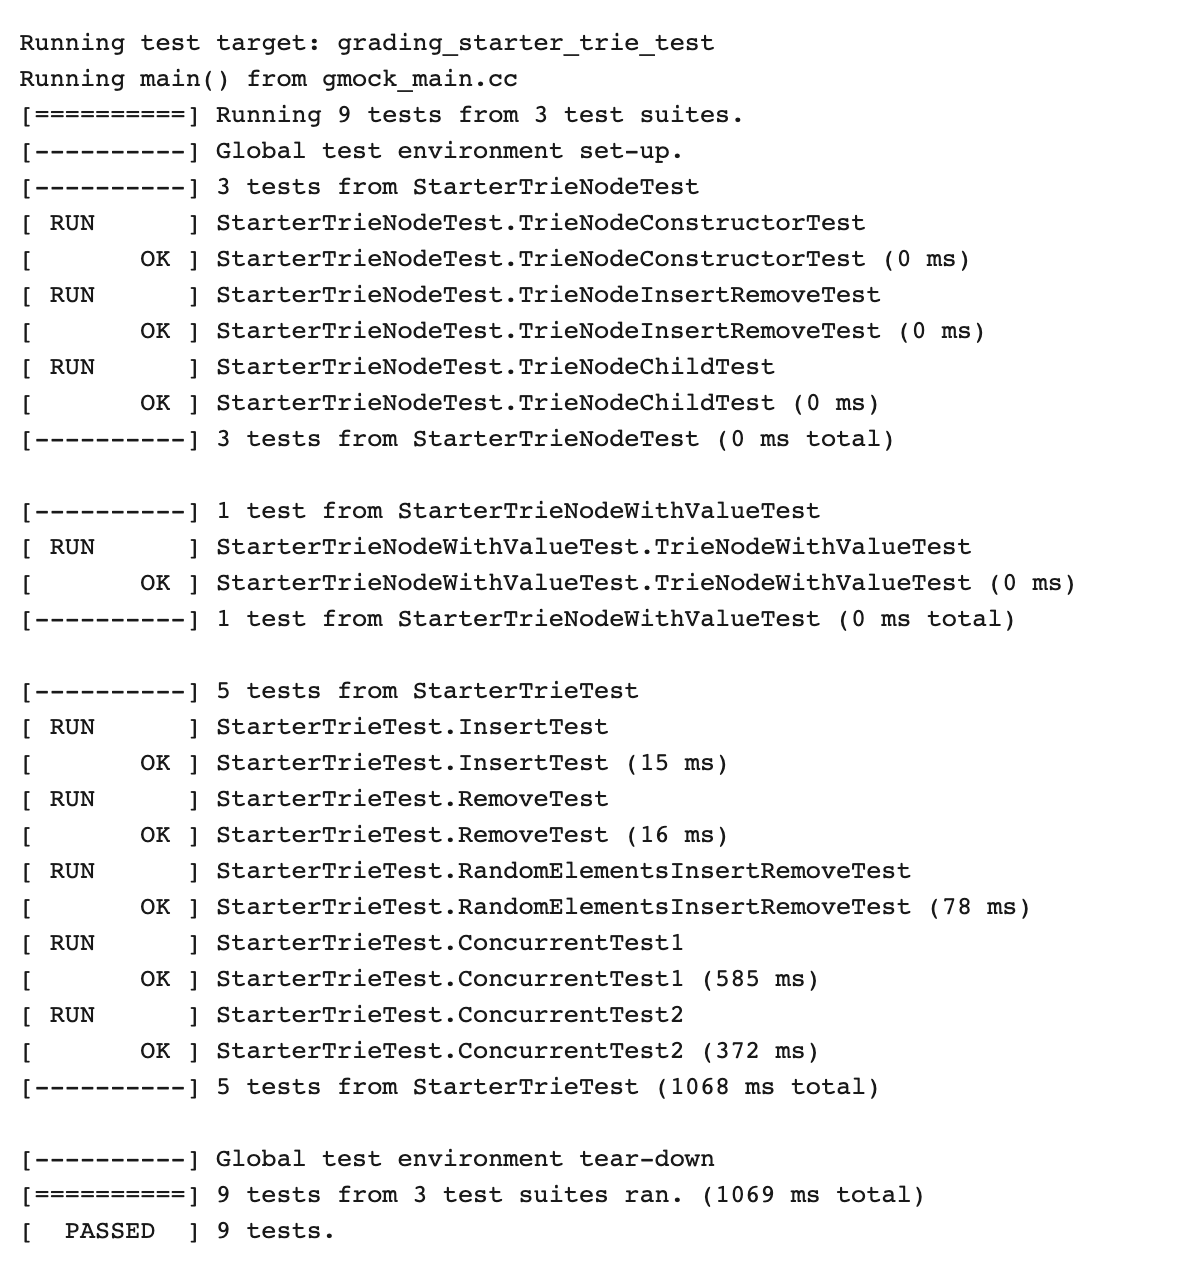 Running test target: grading_starter_trie_test
Running main() from gmock_main.cc
[==========] Running 9 tests from 3 test suites.
[----------] Global test environment set-up.
[----------] 3 tests from StarterTrieNodeTest
[ RUN      ] StarterTrieNodeTest.TrieNodeConstructorTest
[       OK ] StarterTrieNodeTest.TrieNodeConstructorTest (0 ms)
[ RUN      ] StarterTrieNodeTest.TrieNodeInsertRemoveTest
[       OK ] StarterTrieNodeTest.TrieNodeInsertRemoveTest (0 ms)
[ RUN      ] StarterTrieNodeTest.TrieNodeChildTest
[       OK ] StarterTrieNodeTest.TrieNodeChildTest (0 ms)
[----------] 3 tests from StarterTrieNodeTest (0 ms total)

[----------] 1 test from StarterTrieNodeWithValueTest
[ RUN      ] StarterTrieNodeWithValueTest.TrieNodeWithValueTest
[       OK ] StarterTrieNodeWithValueTest.TrieNodeWithValueTest (0 ms)
[----------] 1 test from StarterTrieNodeWithValueTest (0 ms total)

[----------] 5 tests from StarterTrieTest
[ RUN      ] StarterTrieTest.InsertTest
[       OK ] StarterTrieTest.InsertTest (15 ms)
[ RUN      ] StarterTrieTest.RemoveTest
[       OK ] StarterTrieTest.RemoveTest (16 ms)
[ RUN      ] StarterTrieTest.RandomElementsInsertRemoveTest
[       OK ] StarterTrieTest.RandomElementsInsertRemoveTest (78 ms)
[ RUN      ] StarterTrieTest.ConcurrentTest1
[       OK ] StarterTrieTest.ConcurrentTest1 (585 ms)
[ RUN      ] StarterTrieTest.ConcurrentTest2
[       OK ] StarterTrieTest.ConcurrentTest2 (372 ms)
[----------] 5 tests from StarterTrieTest (1068 ms total)

[----------] Global test environment tear-down
[==========] 9 tests from 3 test suites ran. (1069 ms total)
[  PASSED  ] 9 tests.